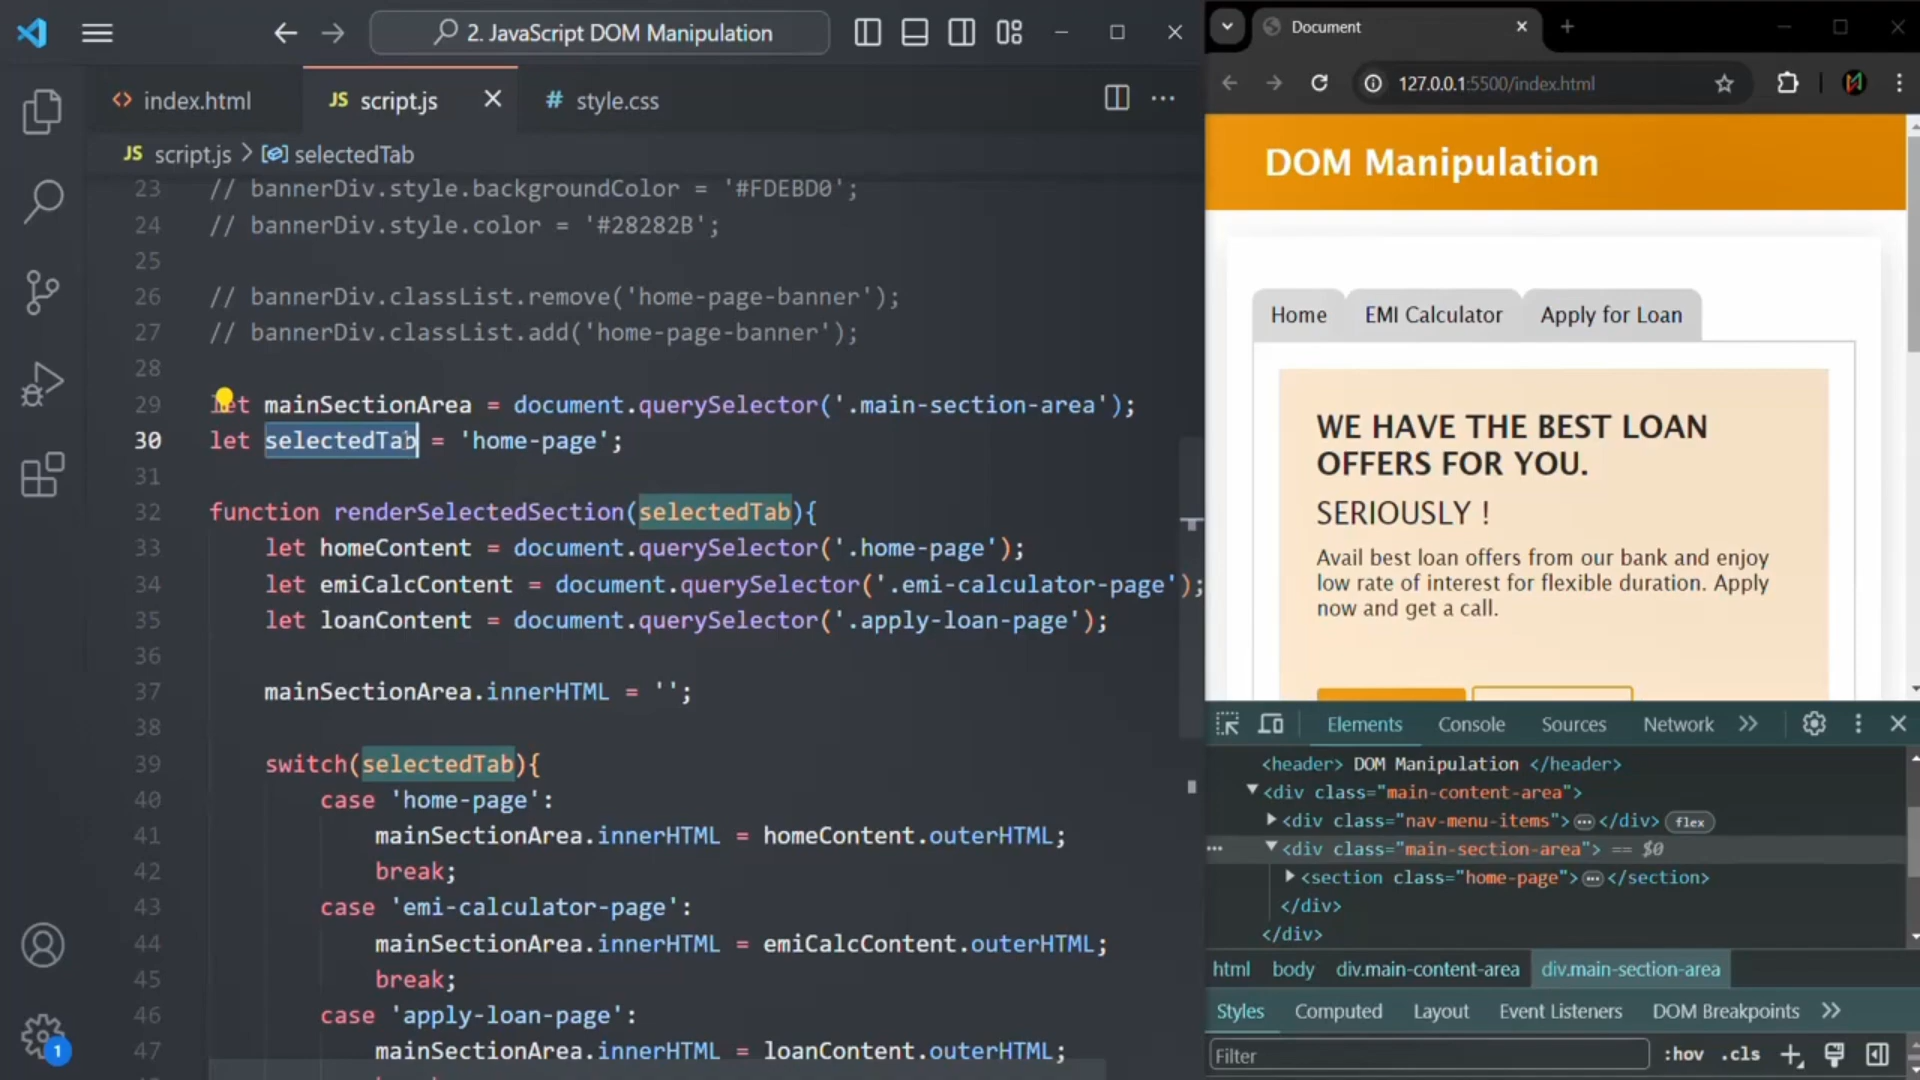 2. JavaScript DOM Manipulation
index.html
JS script.js
# style.css
JS script.js > selectedTab
23 // bannerDiv.style.backgroundColor = '#FDEBD0';
24 // bannerDiv.style.color = '#28282B';
25
26 // bannerDiv.classList.remove('home-page-banner');
27 // bannerDiv.classList.add('home-page-banner');
28
29 let mainSectionArea = document.querySelector('.main-section-area');
30 let selectedTab = 'home-page';
31
32 function renderSelectedSection(selectedTab){
33 let homeContent = document.querySelector('.home-page');
34 let emiCalcContent = document.querySelector('.emi-calculator-page');
35 let loanContent = document.querySelector('.apply-loan-page');
36
37 mainSectionArea.innerHTML = '';
38
39 switch(selectedTab){
40 case 'home-page':
41 mainSectionArea.innerHTML = homeContent.outerHTML;
42 break;
43 case 'emi-calculator-page':
44 mainSectionArea.innerHTML = emiCalcContent.outerHTML;
45 break;
46 case 'apply-loan-page':
47 mainSectionArea.innerHTML = loanContent.outerHTML;
1
Document
127.0.0.1:5500/index.html
DOM Manipulation
Home EMI Calculator Apply for Loan
WE HAVE THE BEST LOAN
OFFERS FOR YOU.
SERIOUSLY !
Avail best loan offers from our bank and enjoy
low rate of interest for flexible duration. Apply
now and get a call.
Elements Console Sources Network
<header> DOM Manipulation </header>
<div class="main-content-area">
<div class="nav-menu-items"> … </div> flex
… <div class="main-section-area"> == $0
<section class="home-page"> … </section>
</div>
</div>
html body div.main-content-area div.main-section-area
Styles Computed Layout Event Listeners DOM Breakpoints
Filter :hov .cls